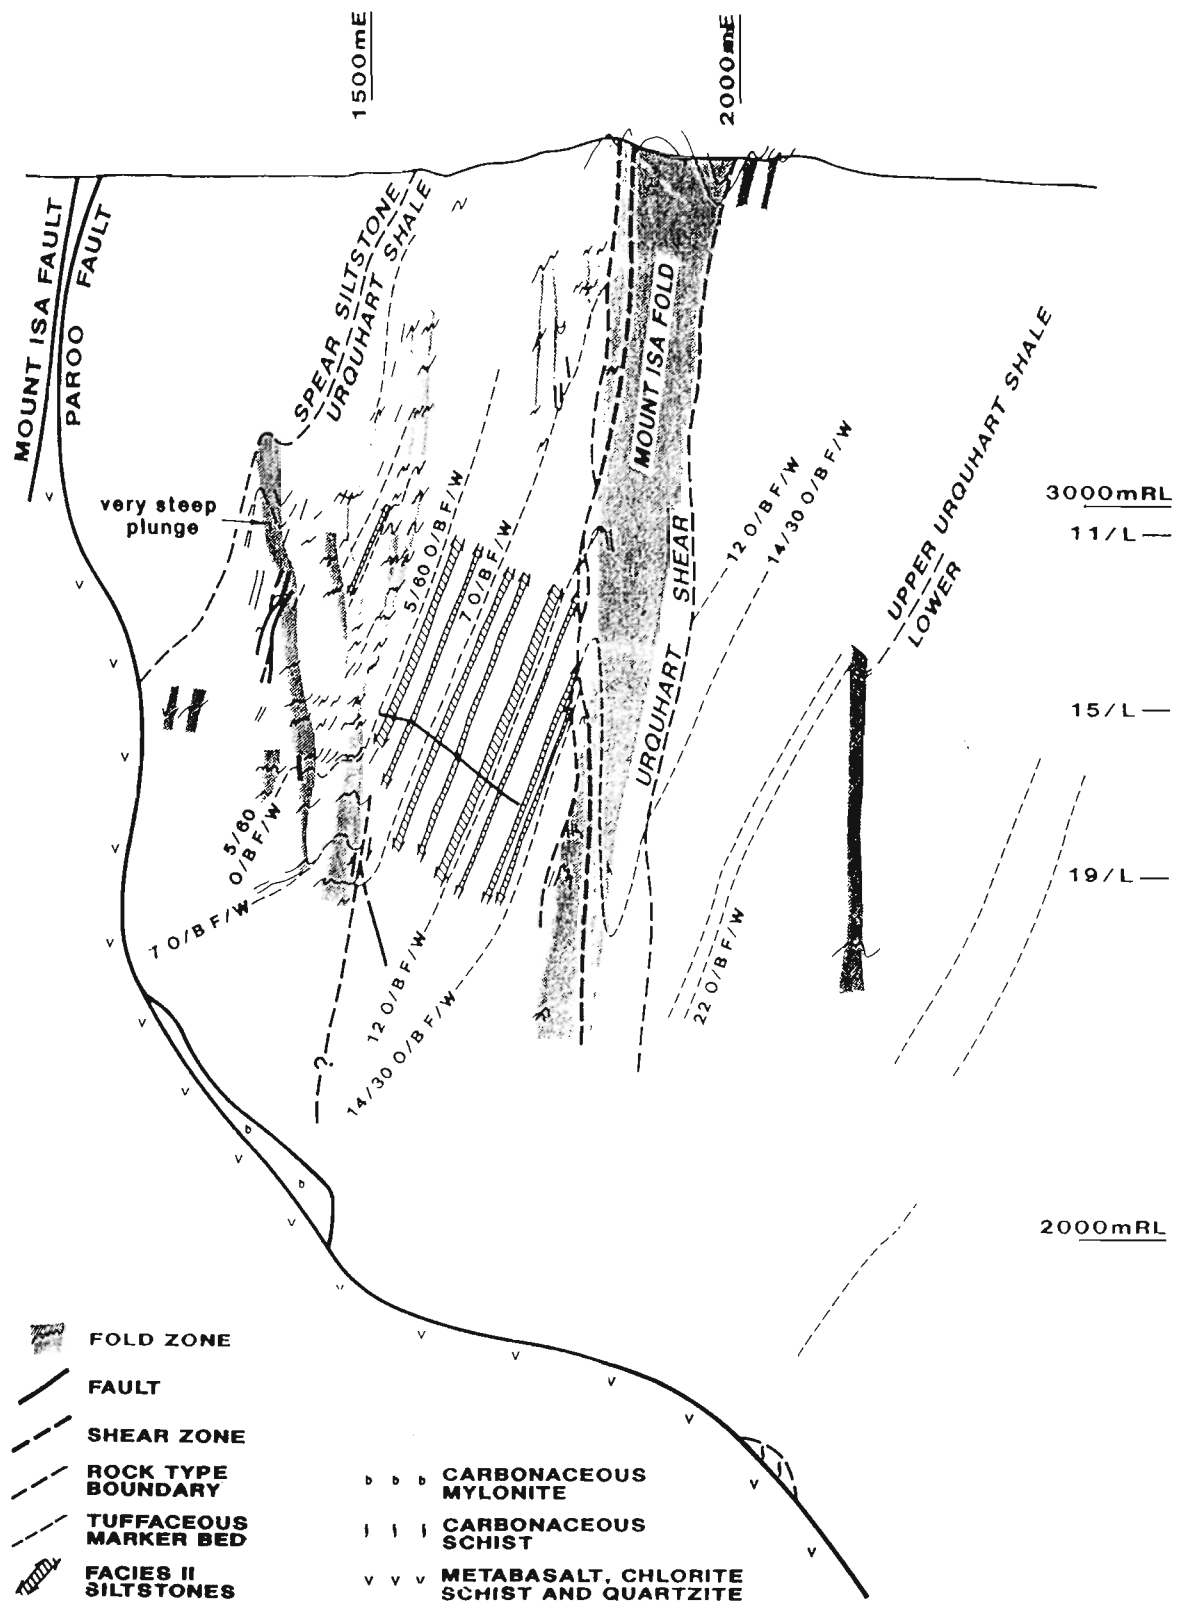 1500mE
2000mE
MOUNT ISA FAULT
PAROO FAULT
SPEAR SILTSTONE
URQUHART SHALE
MOUNT ISA FOLD
URQUHART SHEAR
UPPER URQUHART SHALE
LOWER
very steep
plunge
5/60 O/B F/W
7 O/B F/W
12 O/B F/W
14/30 O/B F/W
3000mRL
11/L
15/L
19/L
5/60
O/B F/W
7 O/B F/W
12 O/B F/W
14/30 O/B F/W
22 O/B F/W
?
2000mRL
FOLD ZONE
FAULT
SHEAR ZONE
ROCK TYPE
BOUNDARY
TUFFACEOUS
MARKER BED
FACIES II
SILTSTONES
CARBONACEOUS
MYLONITE
CARBONACEOUS
SCHIST
METABASALT, CHLORITE
SCHIST AND QUARTZITE